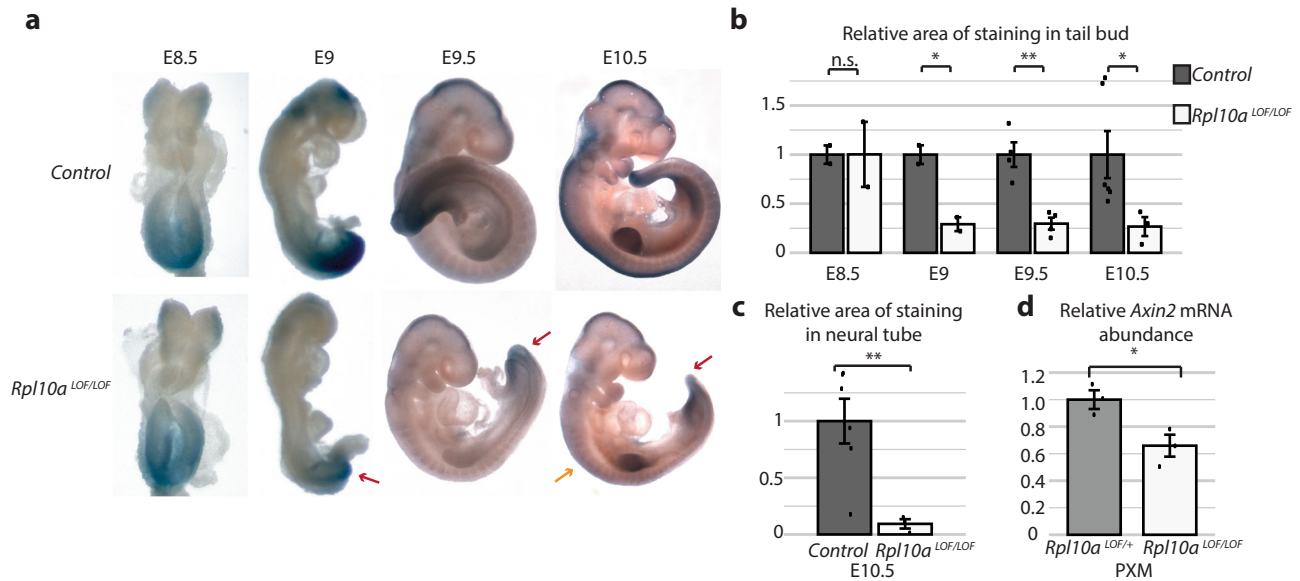 a
E8.5 E9 E9.5 E10.5
Control
Rpl10a LOF/LOF
b
Relative area of staining in tail bud
n.s. * ** *
Control
Rpl10a LOF/LOF
1.5
1
0.5
0
E8.5 E9 E9.5 E10.5
c
Relative area of staining
in neural tube
**
1
0.5
0
Control Rpl10a LOF/LOF
E10.5
d
Relative Axin2 mRNA
abundance
*
1.2
1.0
0.8
0.6
0.4
0.2
0
Rpl10a LOF/+ Rpl10a LOF/LOF
PXM